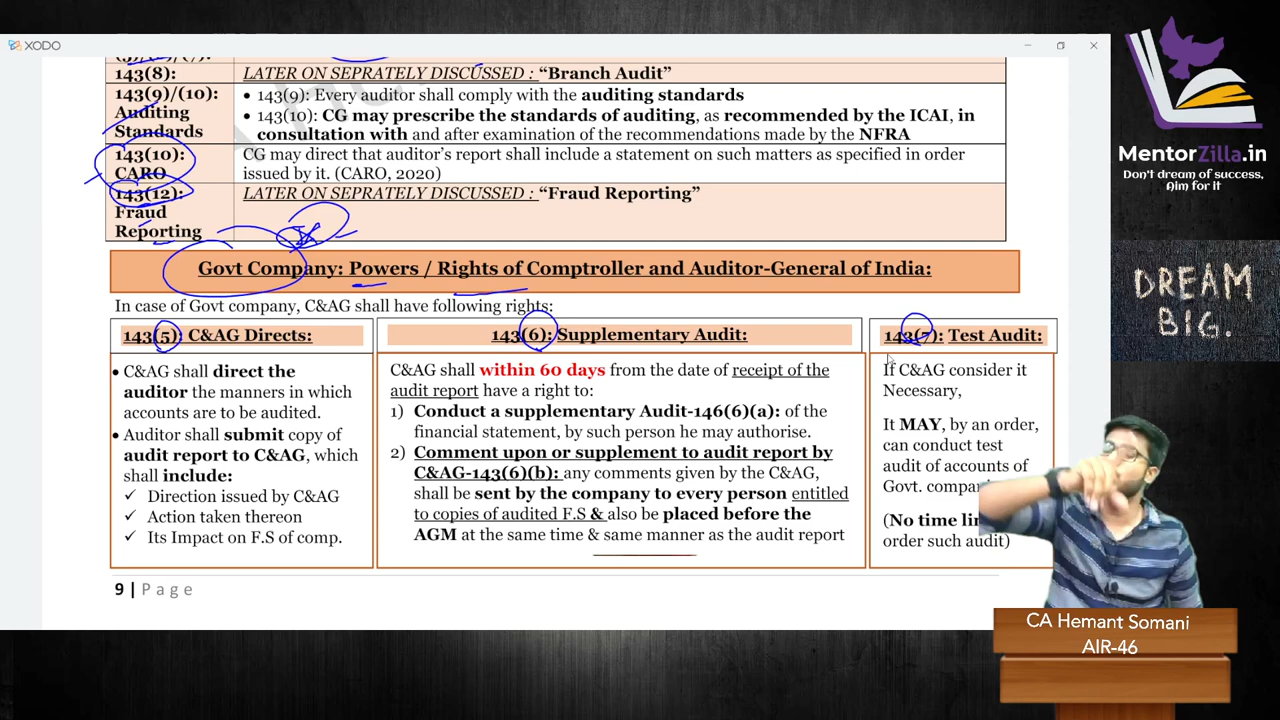 XODO
143(8):
LATER ON SEPRATELY DISCUSSED : “Branch Audit”
143(9)/(10):
Auditing
Standards
• 143(9): Every auditor shall comply with the auditing standards
• 143(10): CG may prescribe the standards of auditing, as recommended by the ICAI, in
consultation with and after examination of the recommendations made by the NFRA
143(10):
CARO
CG may direct that auditor’s report shall include a statement on such matters as specified in order
issued by it. (CARO, 2020)
143(12):
Fraud
Reporting
LATER ON SEPRATELY DISCUSSED : “Fraud Reporting”
Govt Company: Powers / Rights of Comptroller and Auditor-General of India:
In case of Govt company, C&AG shall have following rights:
143(5): C&AG Directs:
• C&AG shall direct the
auditor the manners in which
accounts are to be audited.
• Auditor shall submit copy of
audit report to C&AG, which
shall include:
✓ Direction issued by C&AG
✓ Action taken thereon
✓ Its Impact on F.S of comp.
143(6): Supplementary Audit:
C&AG shall within 60 days from the date of receipt of the
audit report have a right to:
1) Conduct a supplementary Audit-146(6)(a): of the
financial statement, by such person he may authorise.
2) Comment upon or supplement to audit report by
C&AG-143(6)(b): any comments given by the C&AG,
shall be sent by the company to every person entitled
to copies of audited F.S & also be placed before the
AGM at the same time & same manner as the audit report
143(7): Test Audit:
If C&AG consider it
Necessary,
It MAY, by an order,
can conduct test
audit of accounts of
Govt.
(No time
order such audit)
9 | Page
MentorZilla.in
Don't dream of success,
Aim for it
DREAM
BIG.
CA Hemant Somani
AIR-46